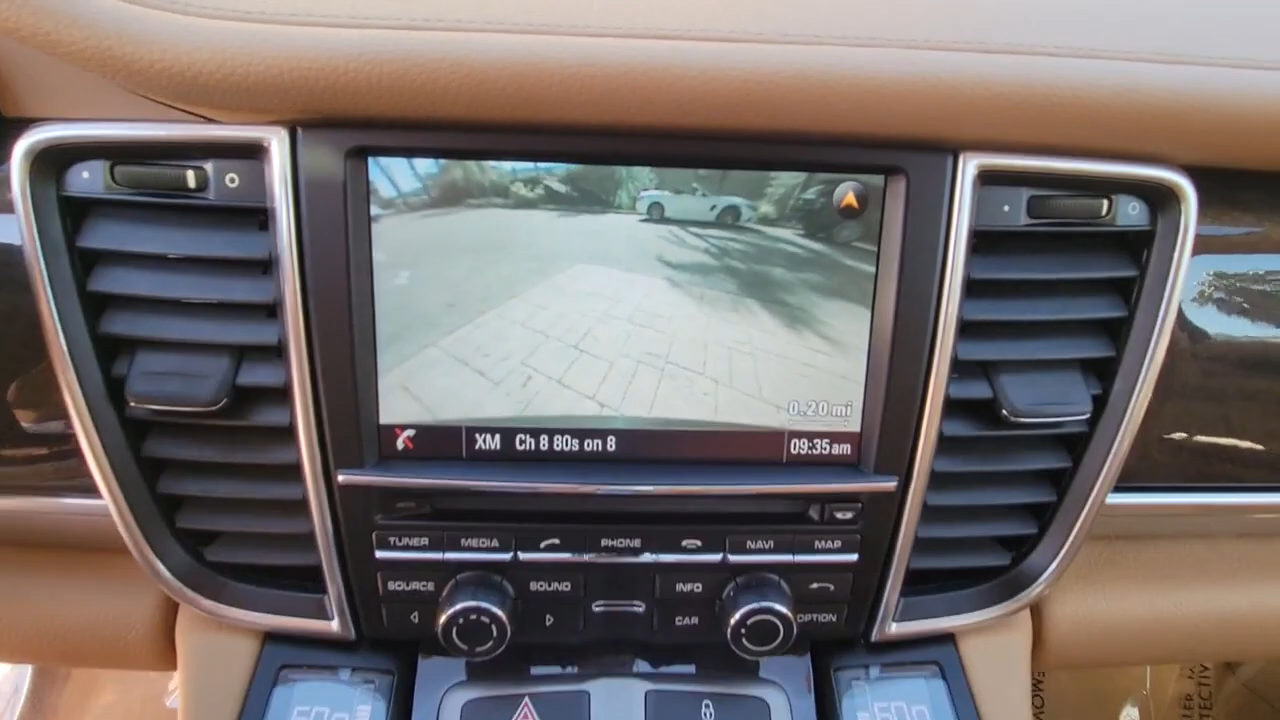 0.20 mi
XM Ch 8 80s on 8 09:35am
TUNER MEDIA PHONE NAVI MAP
SOURCE SOUND INFO
CAR OPTION